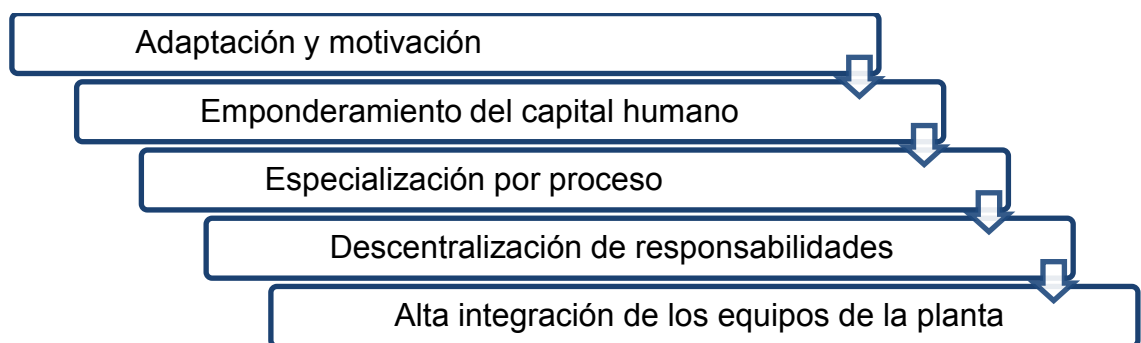 Adaptación y motivación
Emponderamiento del capital humano
Especialización por proceso
Descentralización de responsabilidades
Alta integración de los equipos de la planta